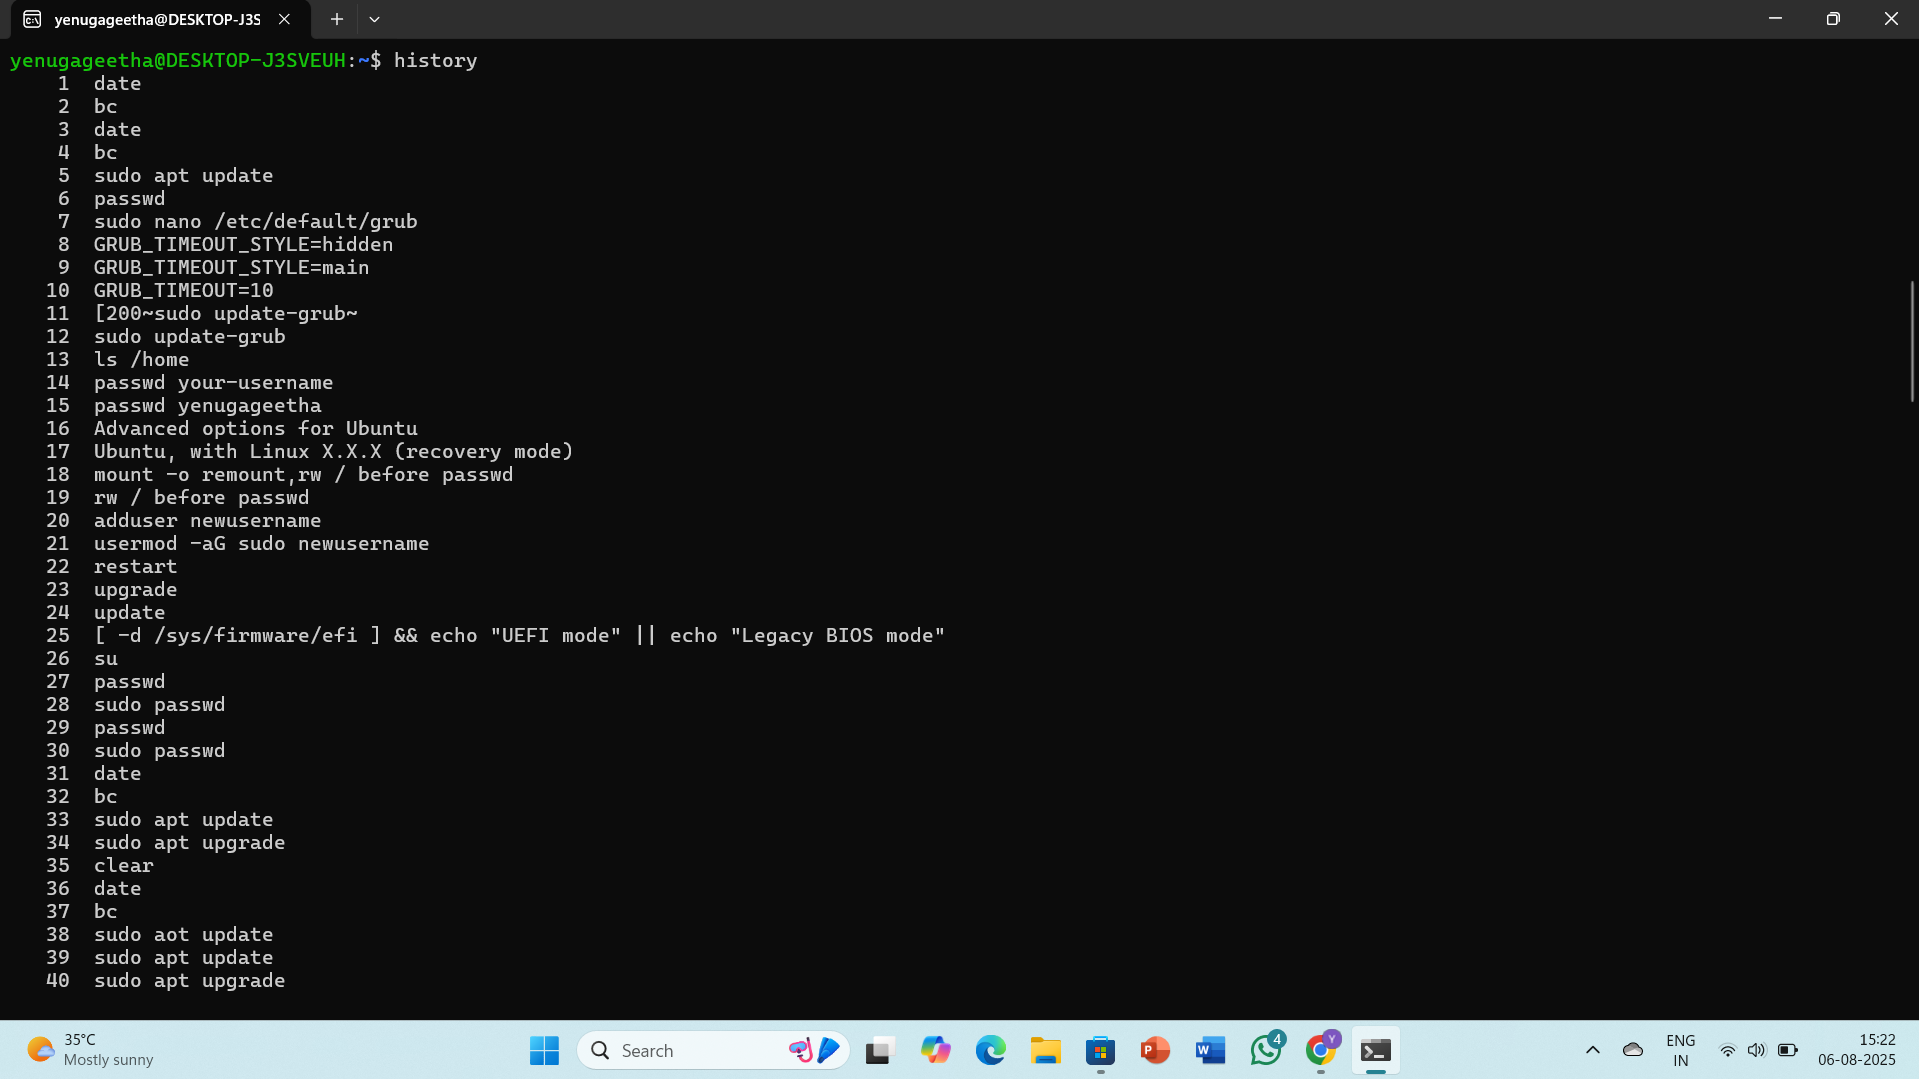 yenugageetha@DESKTOP-J3S
yenugageetha@DESKTOP-J3SVEUH:~$ history
1 date
2 bc
3 date
4 bc
5 sudo apt update
6 passwd
7 sudo nano /etc/default/grub
8 GRUB_TIMEOUT_STYLE=hidden
9 GRUB_TIMEOUT_STYLE=main
10 GRUB_TIMEOUT=10
11 [200~sudo update-grub~
12 sudo update-grub
13 ls /home
14 passwd your-username
15 passwd yenugageetha
16 Advanced options for Ubuntu
17 Ubuntu, with Linux X.X.X (recovery mode)
18 mount -o remount,rw / before passwd
19 rw / before passwd
20 adduser newusername
21 usermod -aG sudo newusername
22 restart
23 upgrade
24 update
25 [ -d /sys/firmware/efi ] && echo "UEFI mode" || echo "Legacy BIOS mode"
26 su
27 passwd
28 sudo passwd
29 passwd
30 sudo passwd
31 date
32 bc
33 sudo apt update
34 sudo apt upgrade
35 clear
36 date
37 bc
38 sudo aot update
39 sudo apt update
40 sudo apt upgrade
35°C
Mostly sunny
Search
4
Y
ENG
IN
15:22
06-08-2025